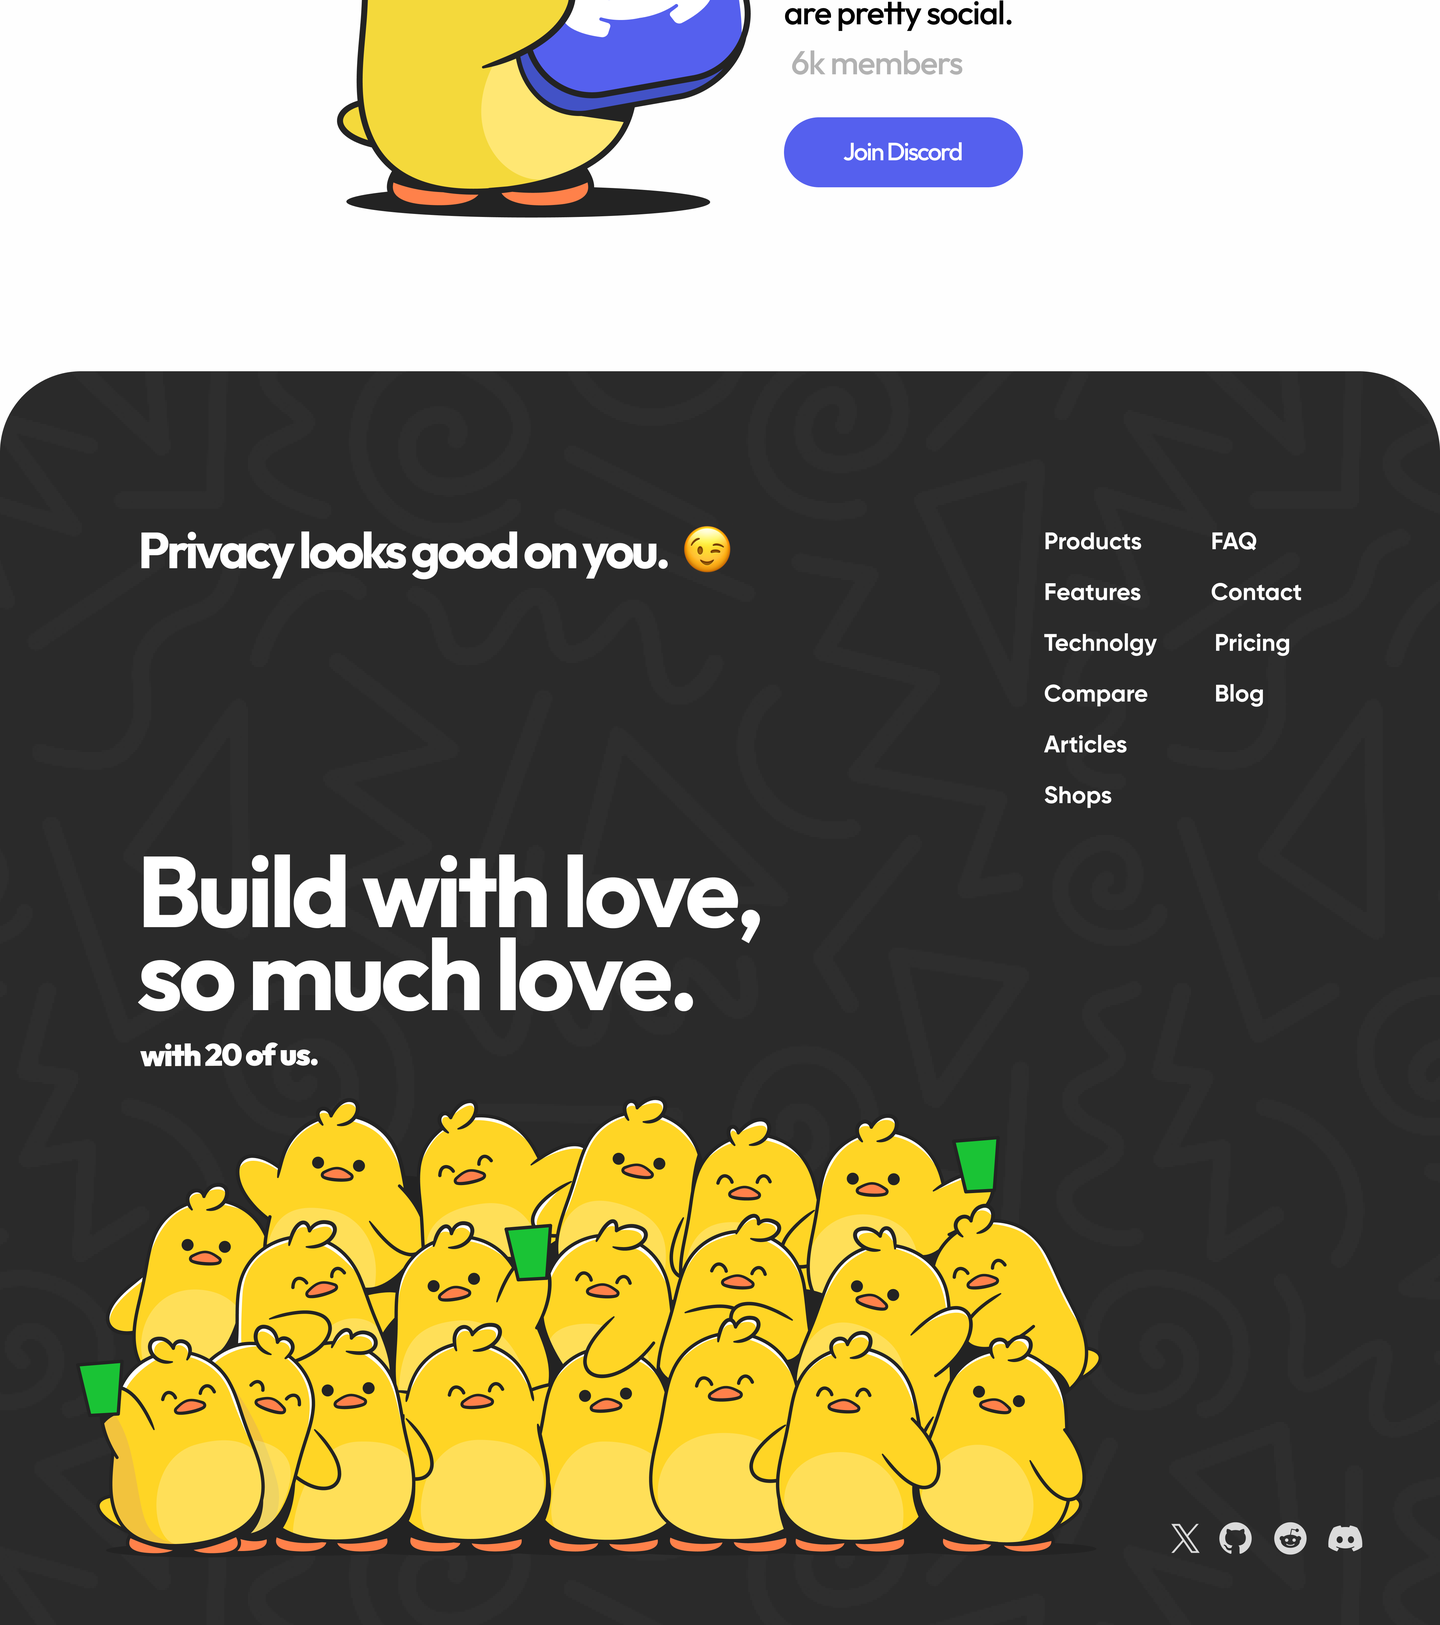 are pretty social.
6k members
Join Discord
Privacy looks good on you. 😉
Products
Features
Technolgy
Compare
Articles
Shops
FAQ
Contact
Pricing
Blog
Build with love,
so much love.
with 20 of us.